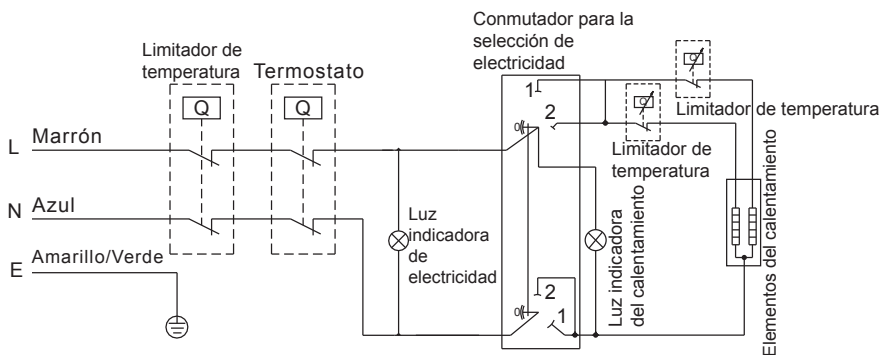 Conmutador para la
selección de
electricidad
Limitador de
temperatura
Termostato
Q
Q
1
2
Limitador de temperatura
Limitador de
temperatura
L
Marrón
N
Azul
E
Amarillo/Verde
Luz
indicadora
de
electricidad
2
1
Luz indicadora
del calentamiento
Elementos del calentamiento